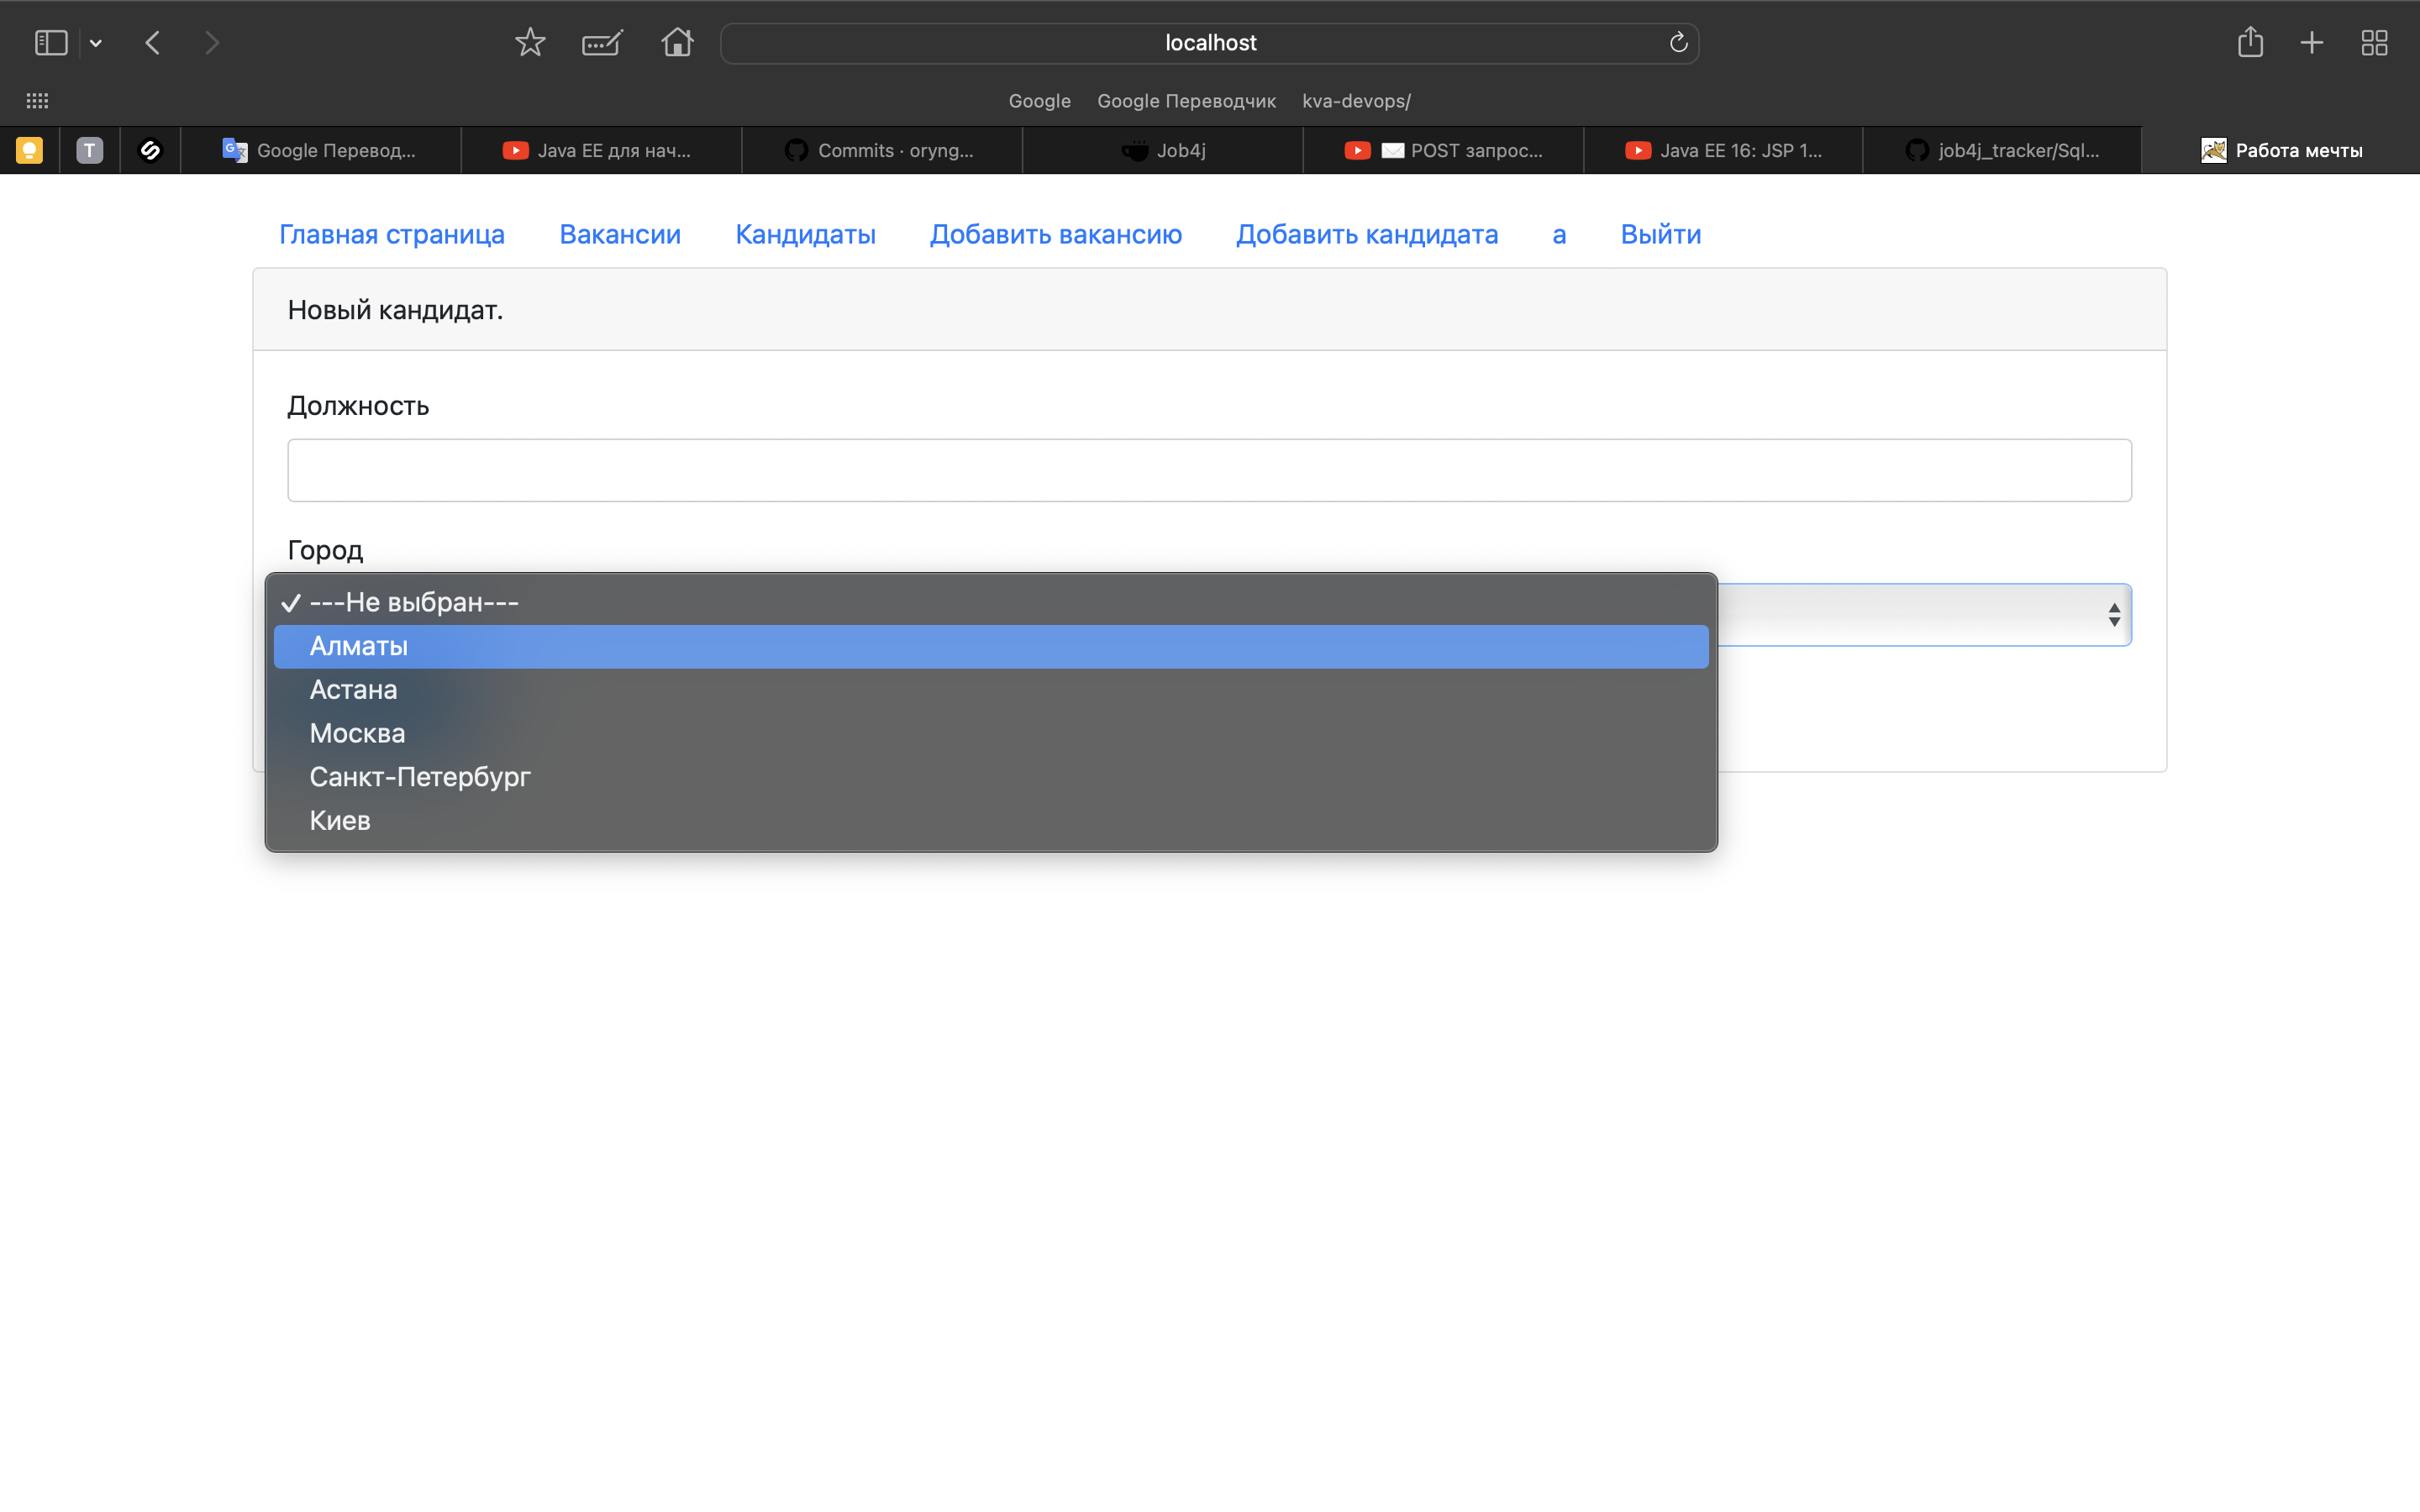 localhost
Google Google Переводчик kva-devops/
T Google Перевод... Java EE для нач... Commits · oryng... Job4j POST запрос... Java EE 16: JSP 1... job4j_tracker/Sql... Работа мечты
Главная страница Вакансии Кандидаты Добавить вакансию Добавить кандидата a Выйти
Новый кандидат.
Должность
Город
---Не выбран---
Алматы
Астана
Москва
Санкт-Петербург
Киев